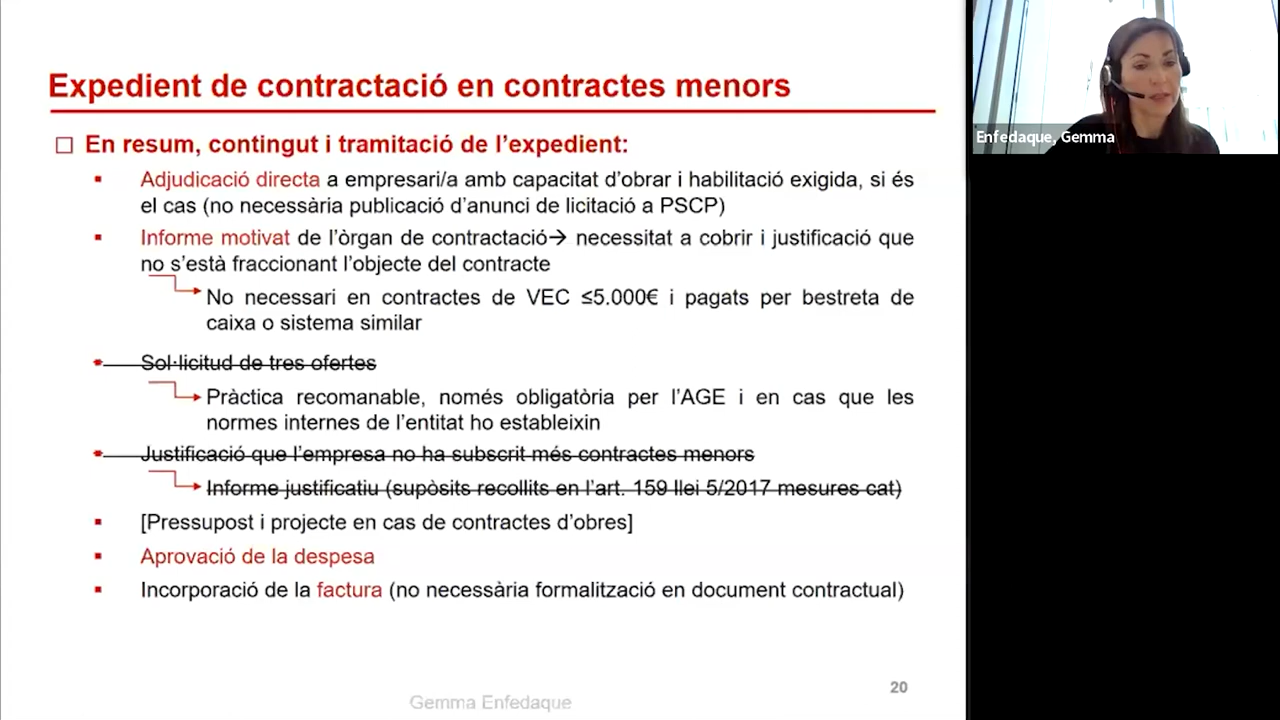 Expedient de contractació en contractes menors
En resum, contingut i tramitació de l'expedient:
Adjudicació directa a empresari/a amb capacitat d'obrar i habilitació exigida, si és
el cas (no necessària publicació d'anunci de licitació a PSCP)
Informe motivat de l'òrgan de contractació→ necessitat a cobrir i justificació que
no s'està fraccionant l'objecte del contracte
No necessari en contractes de VEC ≤5.000€ i pagats per bestreta de
caixa o sistema similar
Sol·licitud de tres ofertes
Pràctica recomanable, només obligatòria per l'AGE i en cas que les
normes internes de l'entitat ho estableixin
Justificació que l'empresa no ha subscrit més contractes menors
Informe justificatiu (supòsits recollits en l'art. 159 llei 5/2017 mesures cat)
[Pressupost i projecte en cas de contractes d'obres]
Aprovació de la despesa
Incorporació de la factura (no necessària formalització en document contractual)
Gemma Enfedaque
20
Enfedaque, Gemma